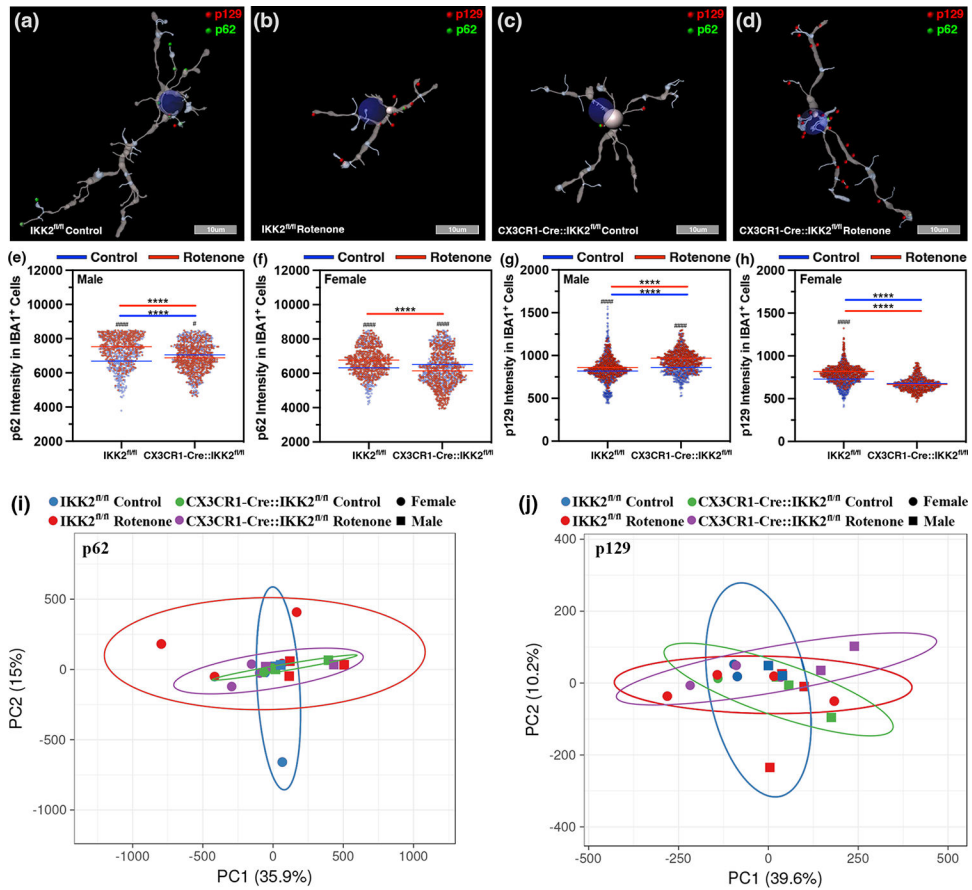 (a)
p129
p62
IKK2fl/fl Control
10um
(b)
p129
p62
IKK2fl/fl Rotenone
10um
(c)
p129
p62
CX3CR1-Cre::IKK2fl/fl Control
10um
(d)
p129
p62
CX3CR1-Cre::IKK2fl/fl Rotenone
10um
(e)
Control Rotenone
p62 Intensity in IBA1+ Cells
12000
10000
8000
6000
4000
2000
Male
****
****
####
#
IKK2fl/fl CX3CR1-Cre::IKK2fl/fl
(f)
Control Rotenone
p62 Intensity in IBA1+ Cells
12000
10000
8000
6000
4000
2000
Female
****
####
####
IKK2fl/fl CX3CR1-Cre::IKK2fl/fl
(g)
Control Rotenone
p129 Intensity in IBA1+ Cells
2000
1500
1000
500
0
Male
****
****
####
####
IKK2fl/fl CX3CR1-Cre::IKK2fl/fl
(h)
Control Rotenone
p129 Intensity in IBA1+ Cells
2000
1500
1000
500
0
Female
****
****
####
IKK2fl/fl CX3CR1-Cre::IKK2fl/fl
(i)
IKK2fl/fl Control CX3CR1-Cre::IKK2fl/fl Control Female
IKK2fl/fl Rotenone CX3CR1-Cre::IKK2fl/fl Rotenone Male
p62
PC2 (15%)
500
0
-500
-1000
-1000 -500 0 500 1000
PC1 (35.9%)
(j)
IKK2fl/fl Control CX3CR1-Cre::IKK2fl/fl Control Female
IKK2fl/fl Rotenone CX3CR1-Cre::IKK2fl/fl Rotenone Male
p129
PC2 (10.2%)
400
200
0
-200
-400
-500 -250 0 250 500
PC1 (39.6%)